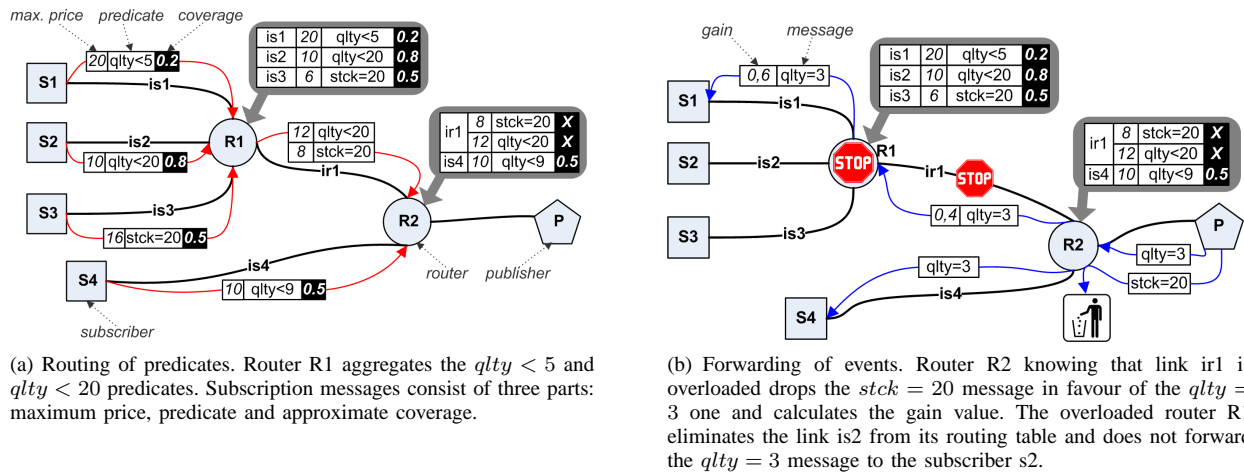 max. price predicate coverage
20 qlty<5 0.2
S1
is1
is1 20 qlty<5 0.2
is2 10 qlty<20 0.8
is3 6 stck=20 0.5
S2
is2
10 qlty<20 0.8
R1
12 qlty<20
8 stck=20
ir1
ir1 8 stck=20 X
12 qlty<20 X
is4 10 qlty<9 0.5
S3
is3
16 stck=20 0.5
R2
P
S4
is4
10 qlty<9 0.5
router
publisher
subscriber
(a) Routing of predicates. Router R1 aggregates the qlty < 5 and
qlty < 20 predicates. Subscription messages consist of three parts:
maximum price, predicate and approximate coverage.
gain message
0,6 qlty=3
S1
is1
is1 20 qlty<5 0.2
is2 10 qlty<20 0.8
is3 6 stck=20 0.5
S2
is2
STOP
R1
ir1
STOP
ir1 8 stck=20 X
12 qlty<20 X
is4 10 qlty<9 0.5
S3
is3
0,4 qlty=3
R2
P
qlty=3
stck=20
qlty=3
S4
is4
(b) Forwarding of events. Router R2 knowing that link ir1 i
overloaded drops the stck = 20 message in favour of the qlty =
3 one and calculates the gain value. The overloaded router R1
eliminates the link is2 from its routing table and does not forward
the qlty = 3 message to the subscriber s2.